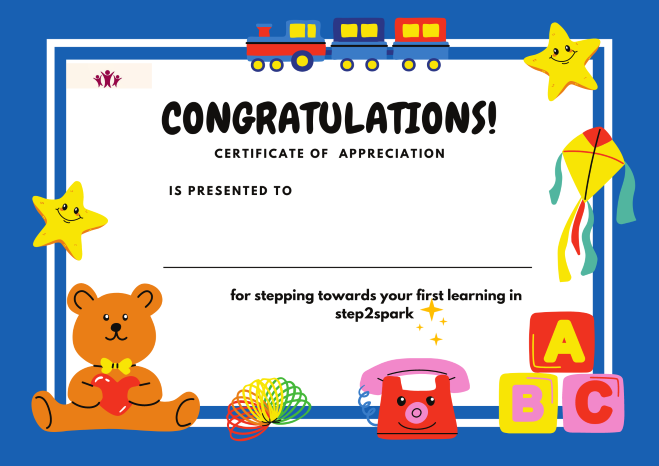 CONGRATULATIONS!
CERTIFICATE OF APPRECIATION
IS PRESENTED TO
for stepping towards your first learning in
step2spark
A
B C